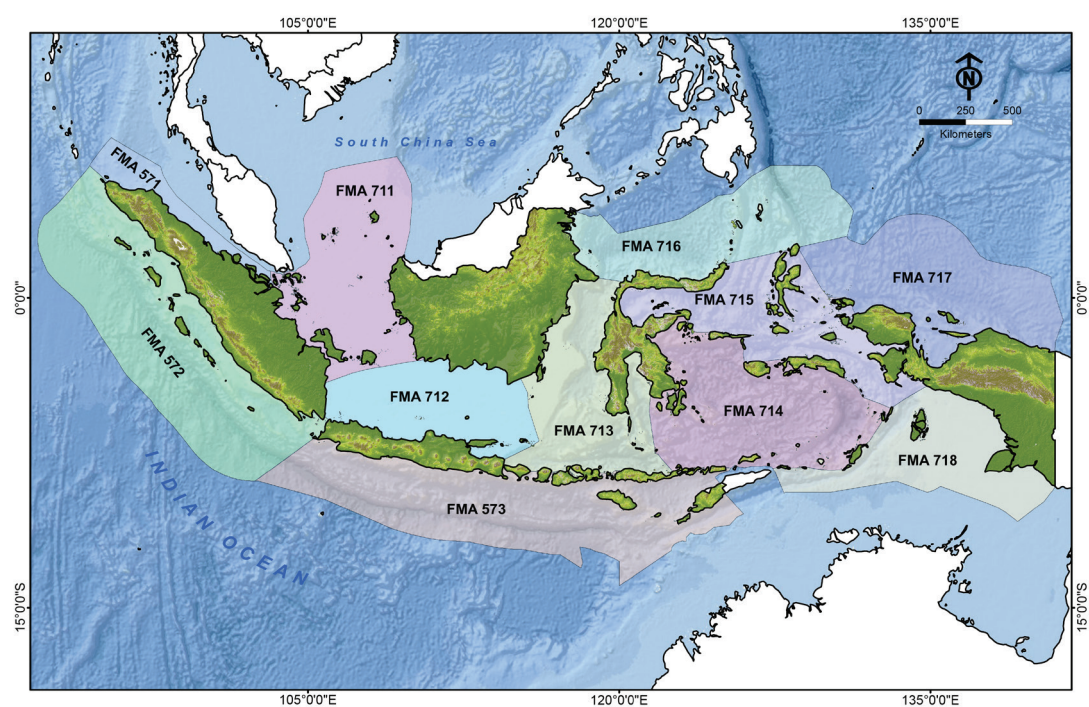 105°0'0"E
120°0'0"E
135°0'0"E
N
0 250 500
Kilometers
South China Sea
FMA 571
FMA 711
FMA 716
FMA 717
FMA 715
0°0'0"
0°0'0"
FMA 572
FMA 712
FMA 714
FMA 713
FMA 718
FMA 573
INDIAN OCEAN
15°0'0"S
15°0'0"S
105°0'0"E
120°0'0"E
135°0'0"E